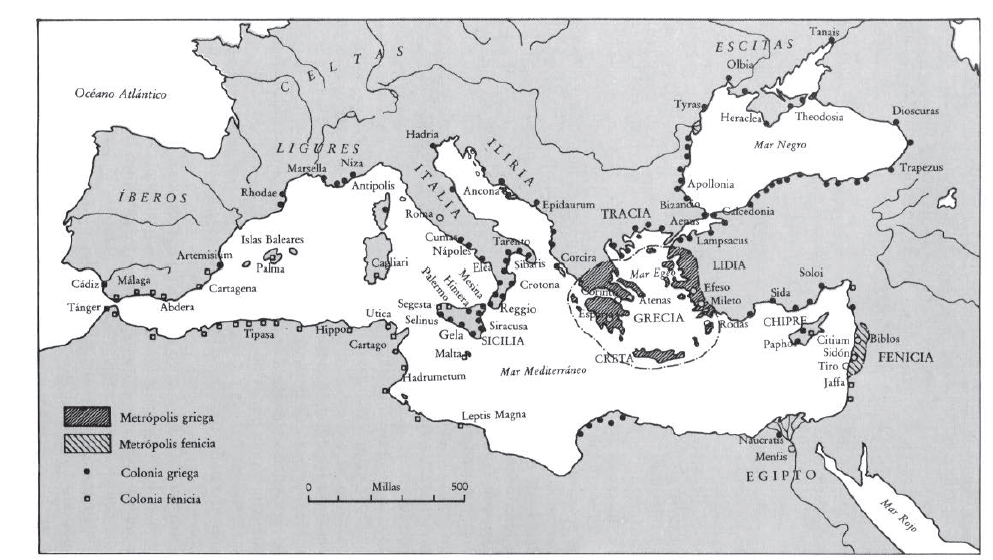 Tanais
ESCITAS
CELTAS
Olbia
Océano Atlántico
Tyras
Heraclea
Theodosia
Dioscuras
Hadria
Mar Negro
LIGURES
ILIRIA
Marsella
Niza
Trapezus
ITALIA
Antipolis
Ancona
Apollonia
ÍBEROS
Rhodae
Roma
Epidaurum
Bizancio
Calcedonia
TRACIA
Aenus
Islas Baleares
Cumas
Tarento
Lampsacus
Artemisium
Nápoles
Síbaris
Corcira
Palma
Cagliari
Elea
Mar Egeo
LIDIA
Soloi
Cádiz
Málaga
Cartagena
Palermo
Himera
Mesina
Crotona
Corinto
Efeso
Sida
Tánger
Abdera
Segesta
Reggio
Atenas
Mileto
Utica
Selinus
Siracusa
Esparta
GRECIA
Rodas
CHIPRE
Tipasa
Hippo
Gela
SICILIA
Citium
Biblos
Cartago
Malta
CRETA
Paphos
Sidón
FENICIA
Tiro
Hadrumetum
Mar Mediterráneo
Jaffa
Leptis Magna
Metrópolis griega
Metrópolis fenicia
Naucratis
Menfis
Colonia griega
EGIPTO
Millas
0
500
Colonia fenicia
Mar Rojo